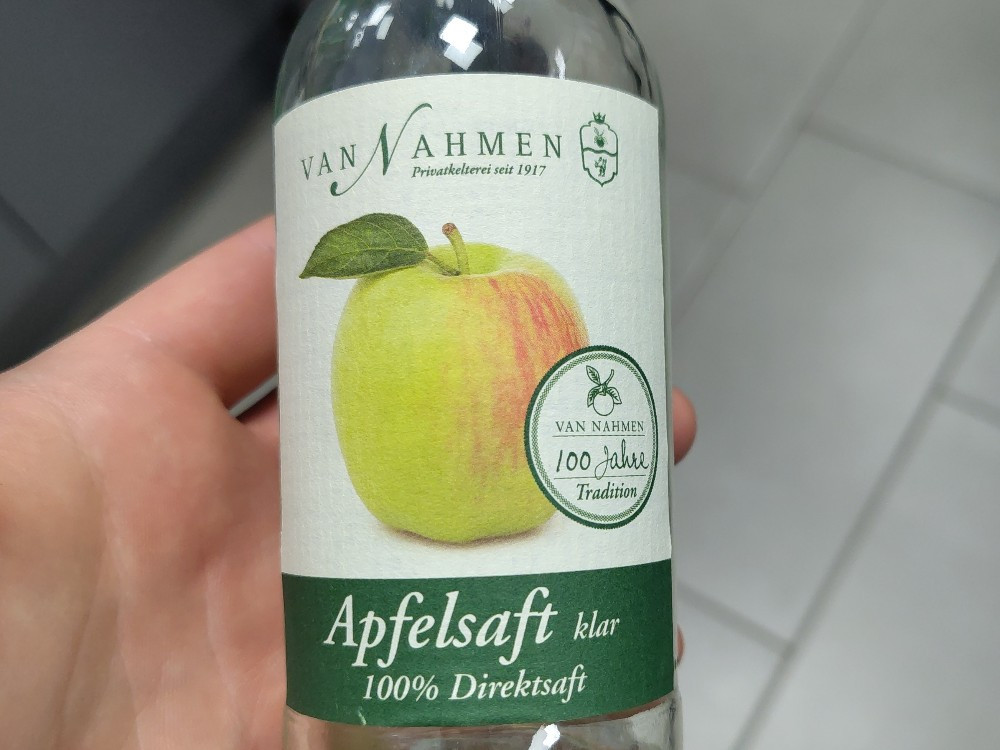 VAN NAHMEN
Privatkelterei seit 1917
VAN NAHMEN
100 Jahre
Tradition
Apfelsaft klar
100% Direktsaft